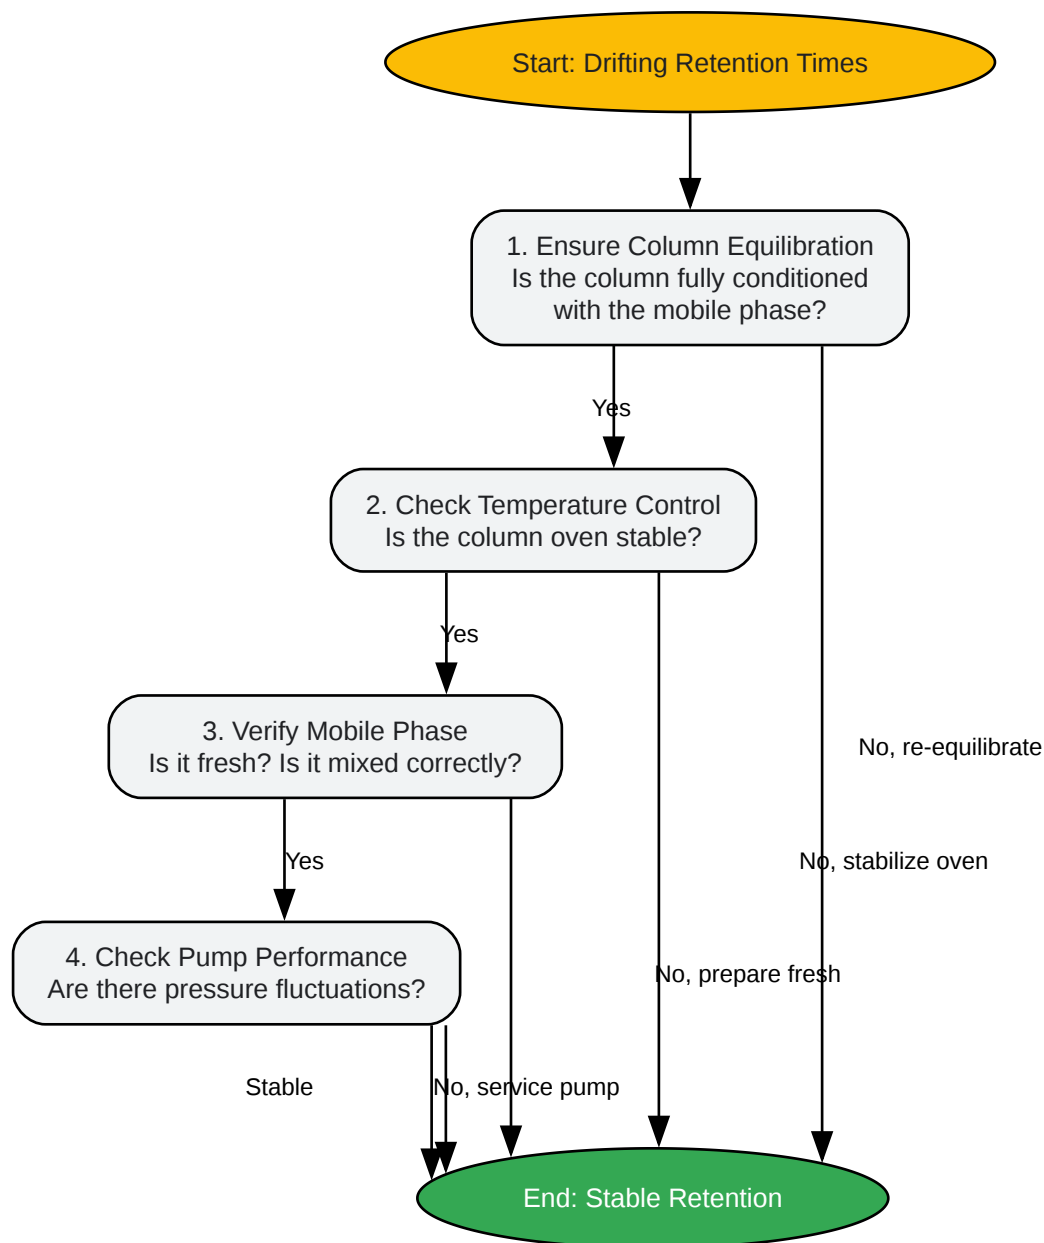 Start: Drifting Retention Times
1. Ensure Column Equilibration
Is the column fully conditioned
with the mobile phase?
Yes
2. Check Temperature Control
Is the column oven stable?
Yes
3. Verify Mobile Phase
Is it fresh? Is it mixed correctly?
No, re-equilibrate
Yes
No, stabilize oven
4. Check Pump Performance
Are there pressure fluctuations?
No, prepare fresh
Stable
No, service pump
End: Stable Retention